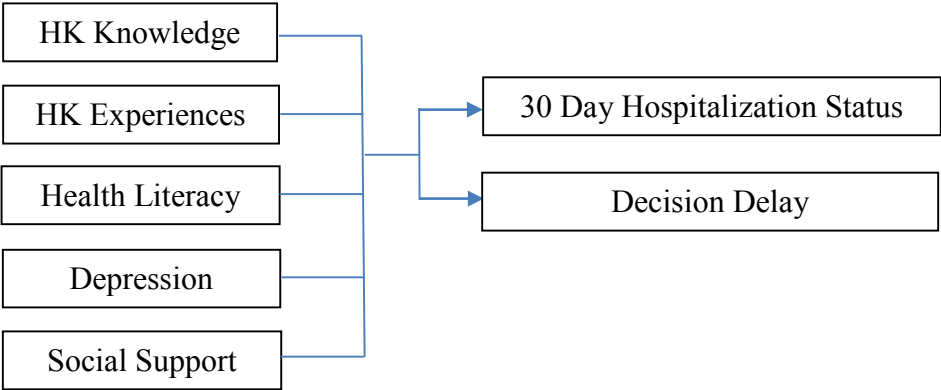 HK Knowledge
HK Experiences
Health Literacy
Depression
Social Support
30 Day Hospitalization Status
Decision Delay